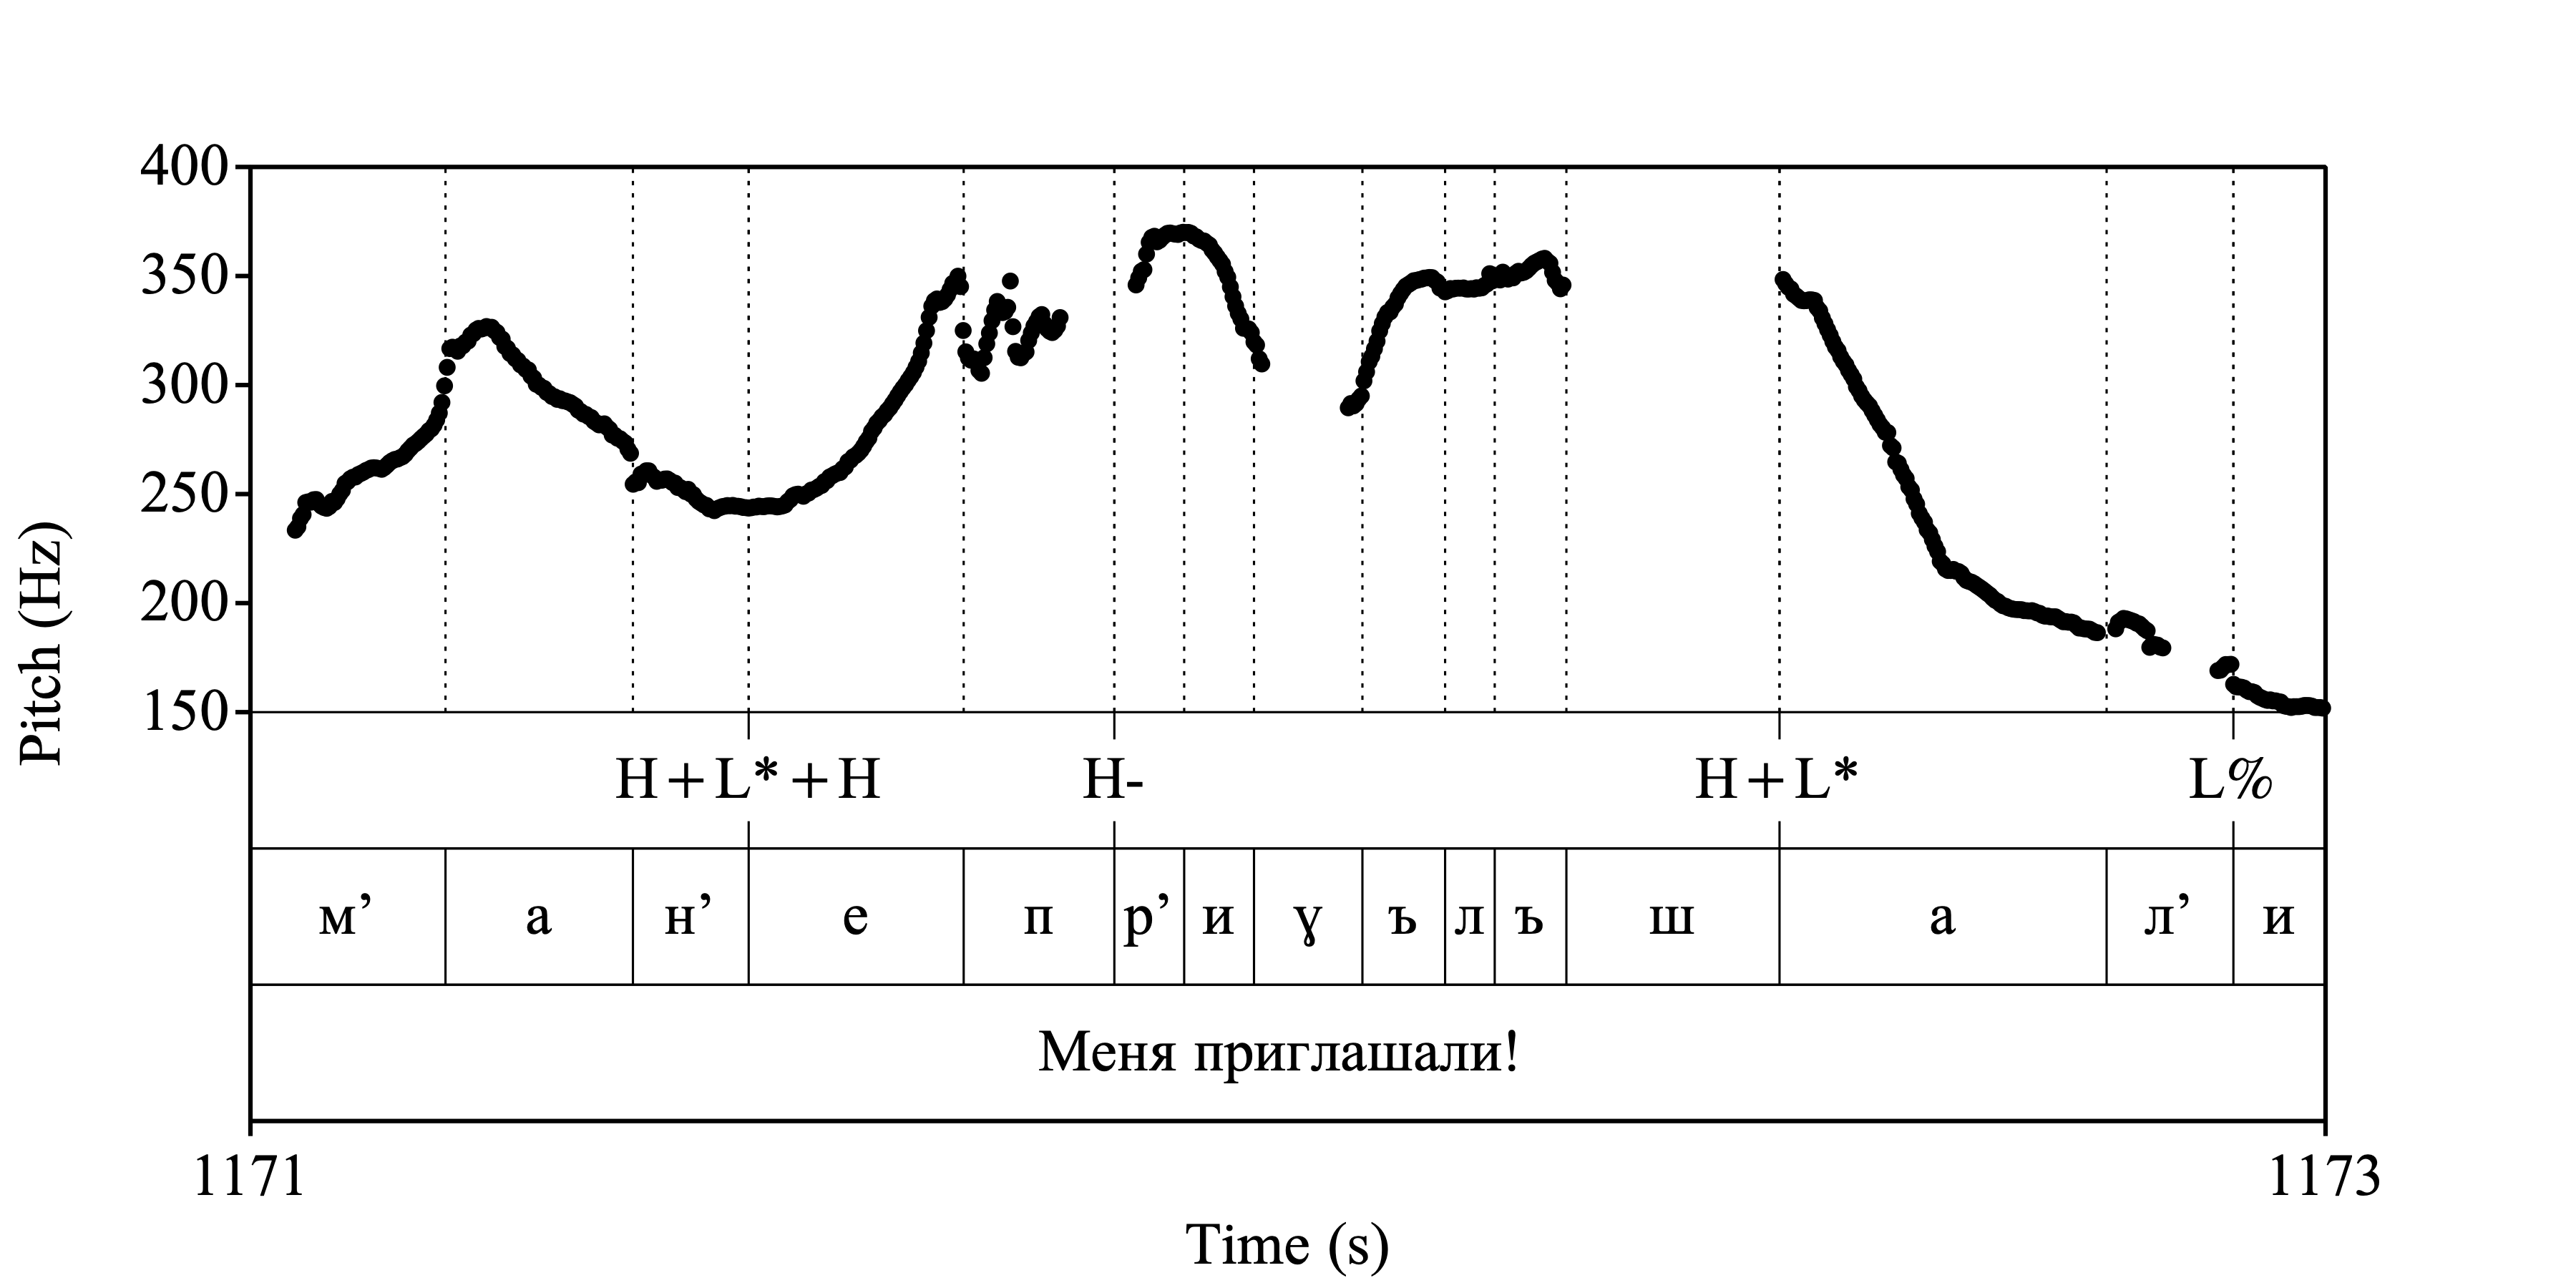 400
350
300
250
200
150
Pitch (Hz)
H+L*+H H- H+L* L%
м’ а н’ е п р’ и ɣ ъ л ъ ш а л’ и
Меня приглашали!
1171 1173
Time (s)